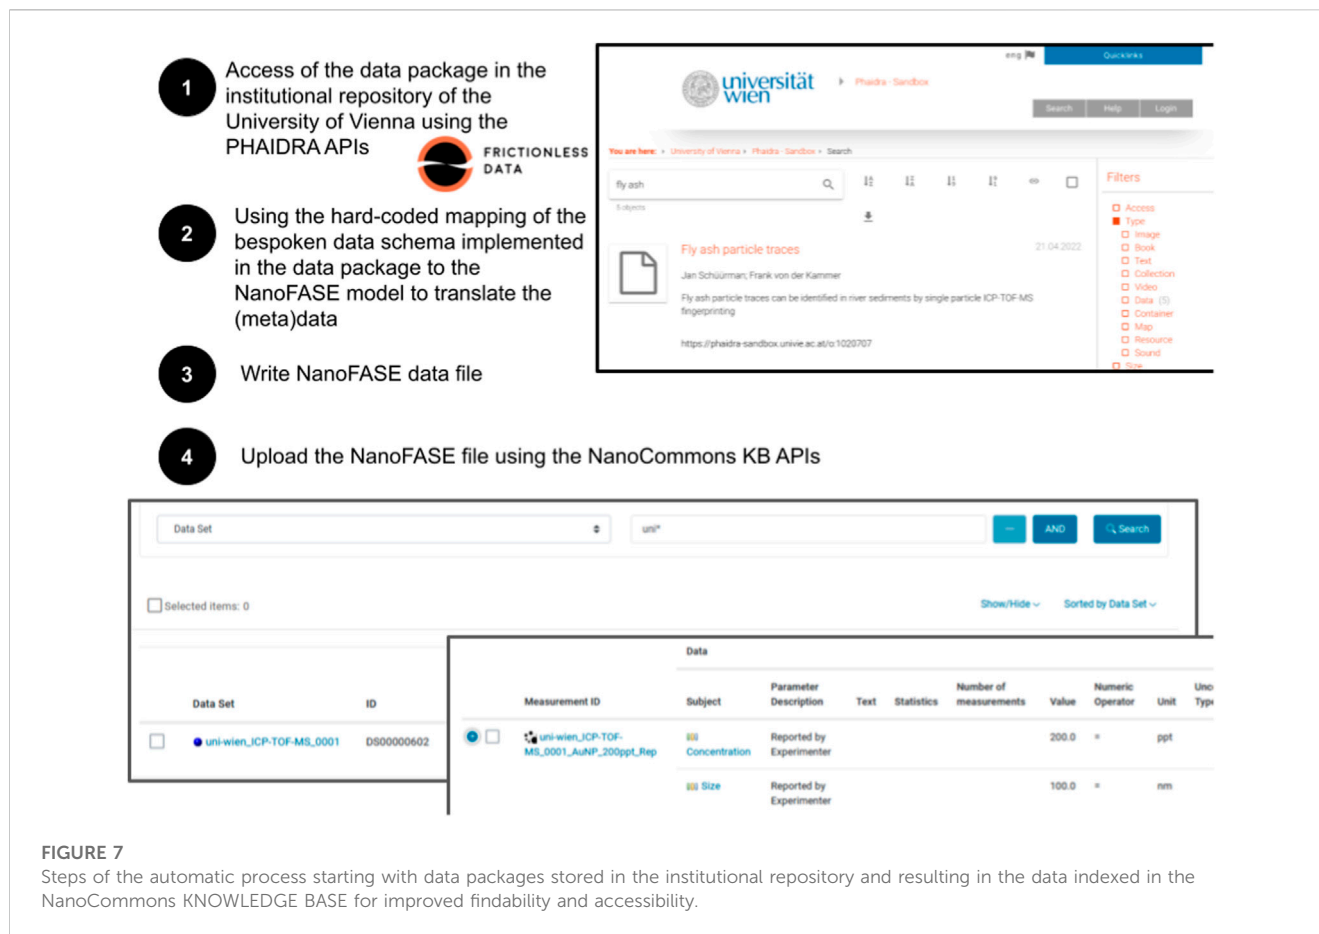 1
Access of the data package in the
institutional repository of the
University of Vienna using the
PHAIDRA APIs
FRICTIONLESS
DATA
2
Using the hard-coded mapping of the
bespoken data schema implemented
in the data package to the
NanoFASE model to translate the
(meta)data
3
Write NanoFASE data file
4
Upload the NanoFASE file using the NanoCommons KB APIs
eng
Quicklinks
universität
wien
Phaidra - Sandbox
Search Help Login
You are here: University of Vienna Phaidra - Sandbox Search
fly ash
5 objects
Filters
Access
Type
Image
Book
Text
Collection
Video
Data (5)
Container
Map
Resource
Sound
Size
Fly ash particle traces
21.04.2022
Jan Schüürman; Frank von der Kammer
Fly ash particle traces can be identified in river sediments by single particle ICP-TOF-MS
fingerprinting
https://phaidra-sandbox.univie.ac.at/o:1020707
Data Set
uni*
AND
Search
Selected items: 0
Show/Hide
Sorted by Data Set
Data Set ID
uni-wien_ICP-TOF-MS_0001 DS00000602
Data
Measurement ID Subject Parameter Description Text Statistics Number of measurements Value Numeric Operator Unit Unc Type
uni-wien_ICP-TOF-
MS_0001_AuNP_200ppt_Rep
Concentration Reported by Experimenter 200.0 = ppt
Size Reported by Experimenter 100.0 = nm
FIGURE 7
Steps of the automatic process starting with data packages stored in the institutional repository and resulting in the data indexed in the
NanoCommons KNOWLEDGE BASE for improved findability and accessibility.